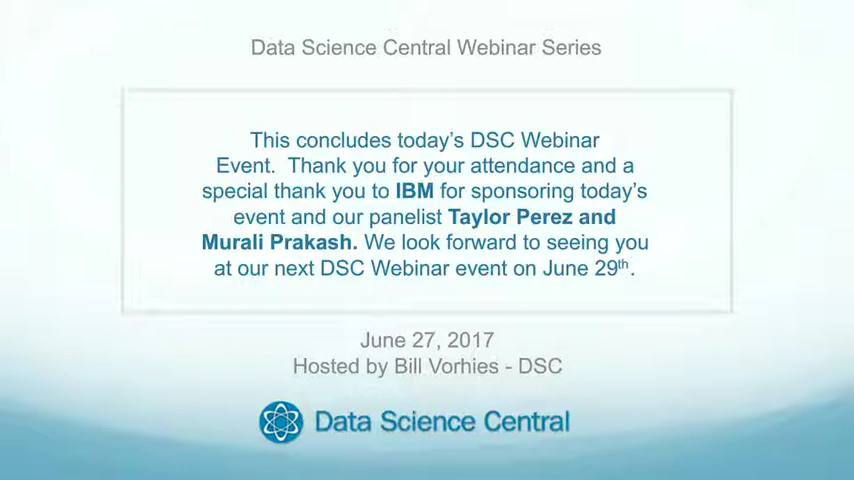 Data Science Central Webinar Series
This concludes today's DSC Webinar
Event.  Thank you for your attendance and a
special thank you to IBM for sponsoring today's
event and our panelist Taylor Perez and
Murali Prakash. We look forward to seeing you
at our next DSC Webinar event on June 29th.
June 27, 2017
Hosted by Bill Vorhies - DSC
Data Science Central